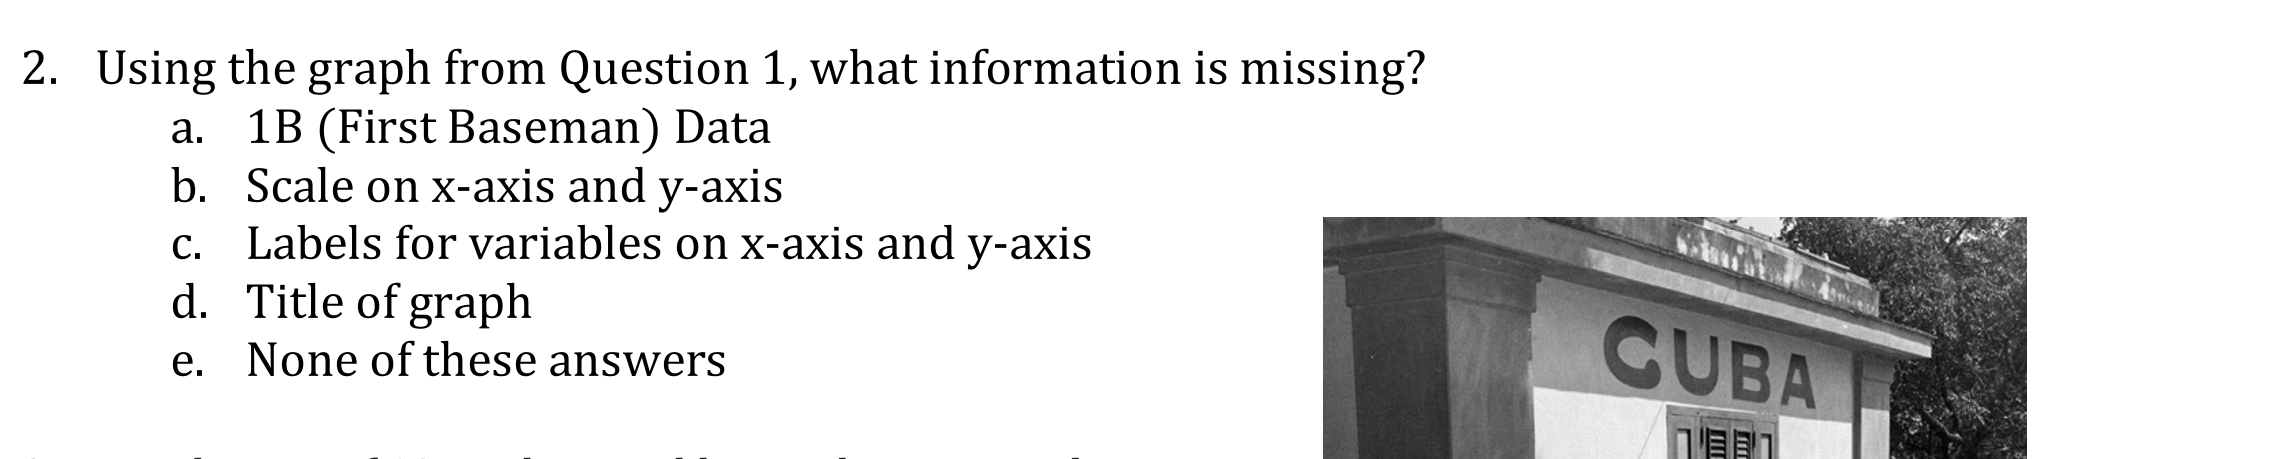 2. Using the graph from Question 1, what information is missing?
a. 1B (First Baseman) Data
b. Scale on x-axis and y-axis
c. Labels for variables on x-axis and y-axis
d. Title of graph
e. None of these answers
CUBA